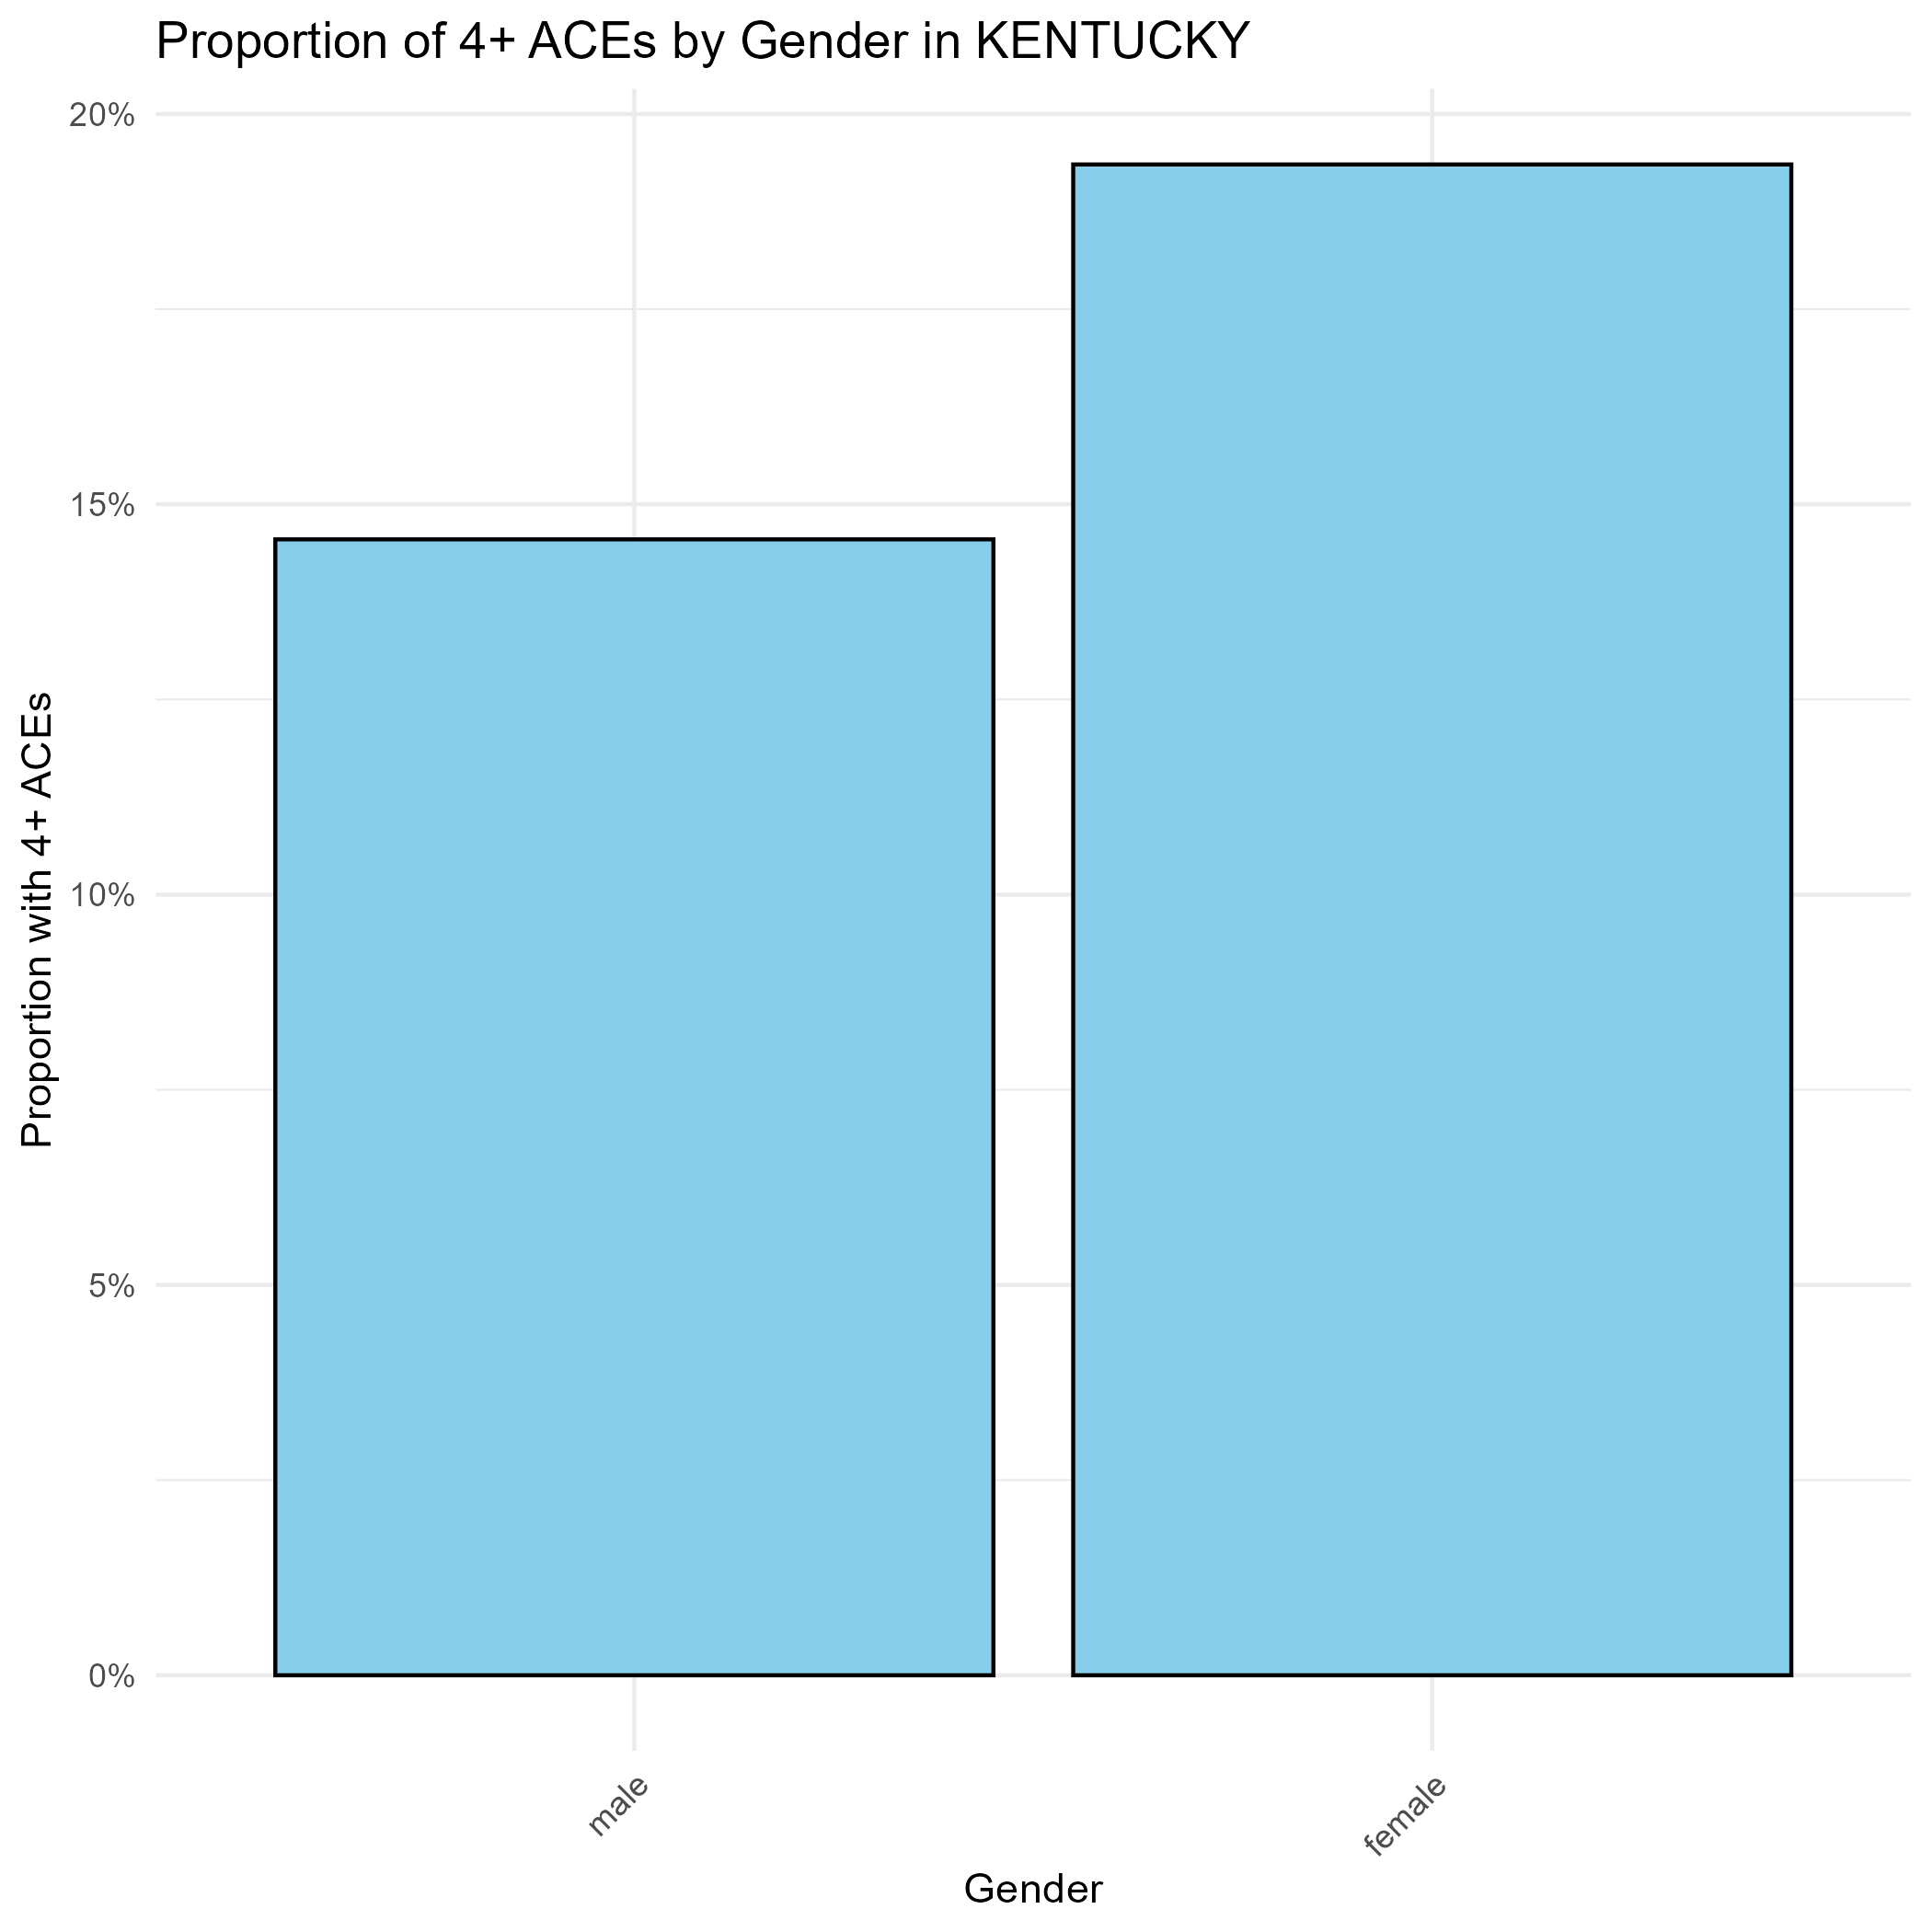 Proportion of 4+ ACEs by Gender in KENTUCKY
Proportion with 4+ ACEs
20%
15%
10%
5%
0%
male
female
Gender